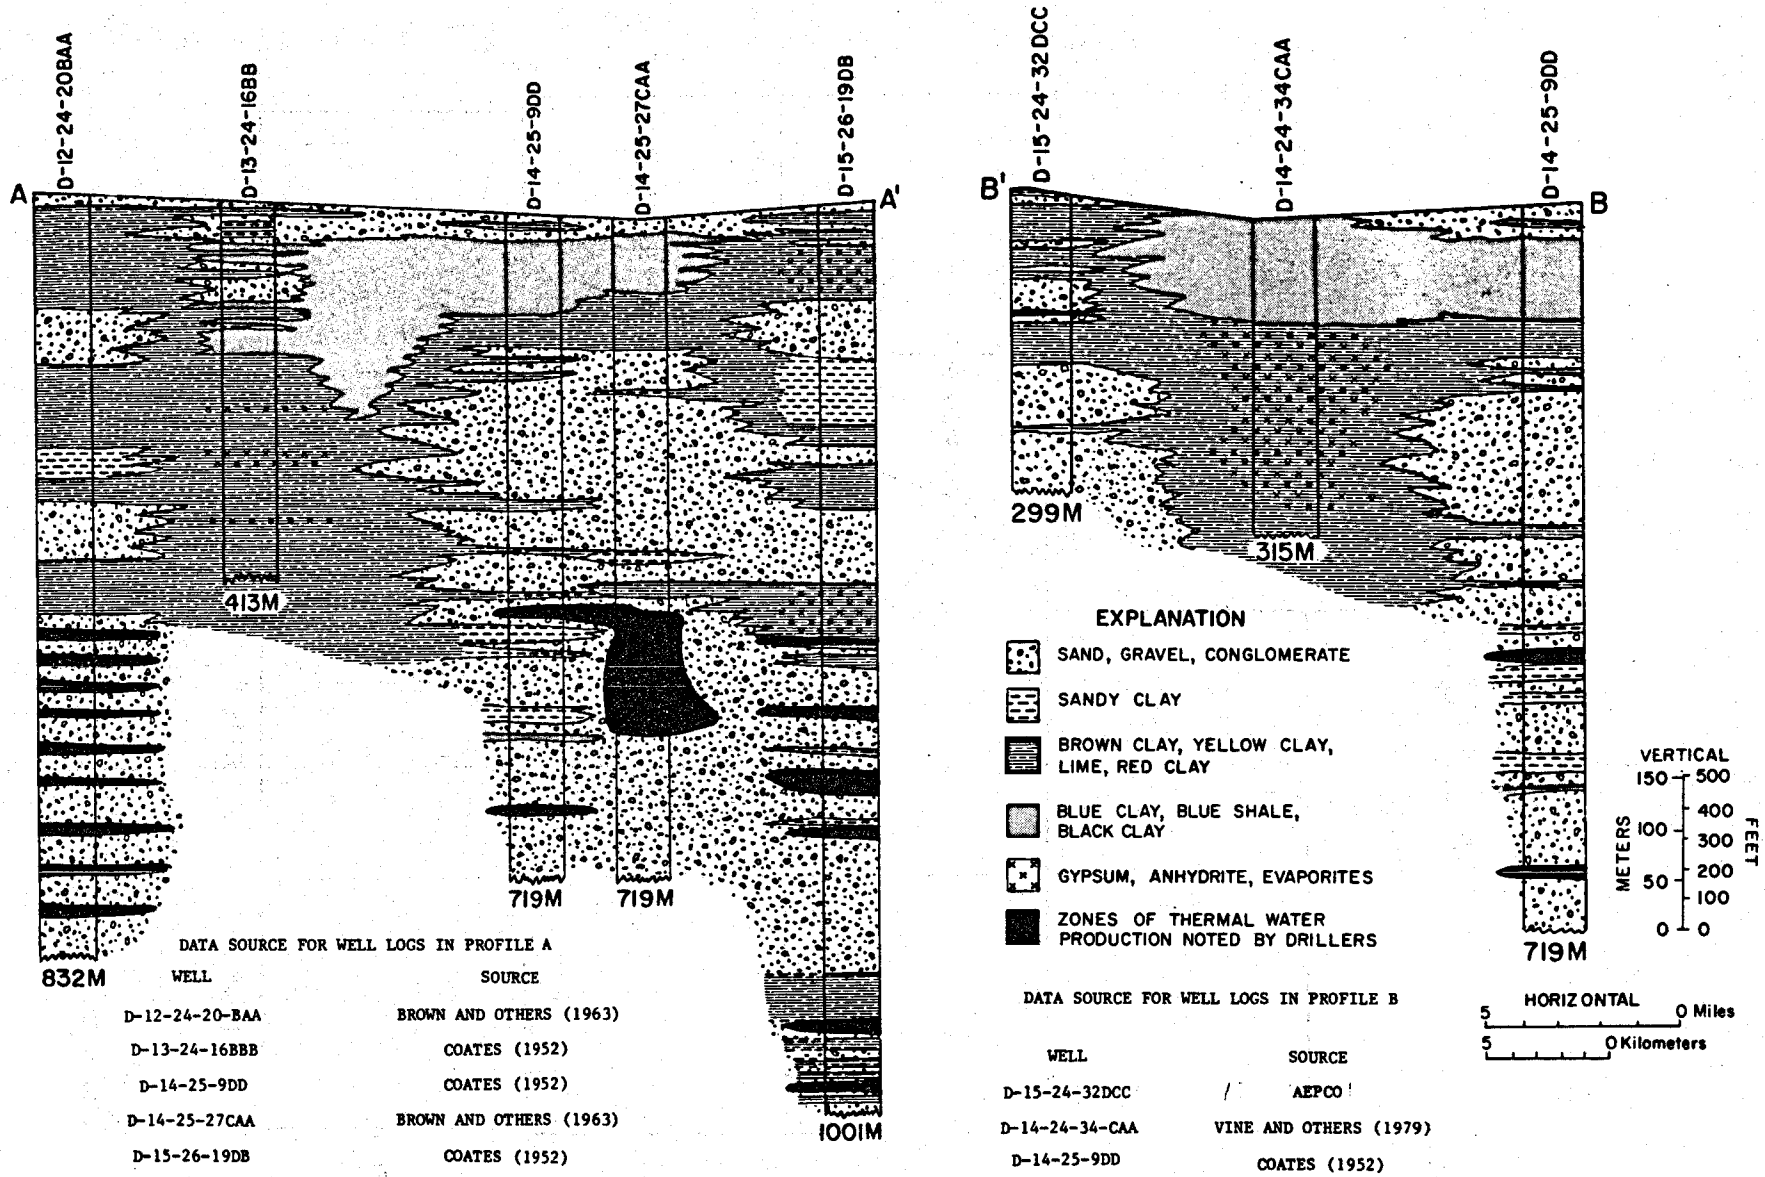 A
D-12-24-20BAA
D-13-24-16BB
D-14-25-9DD
D-14-25-27CAA
D-15-26-19DB
A'
413M
719M
719M
832M
1001M
DATA SOURCE FOR WELL LOGS IN PROFILE A
WELL SOURCE
D-12-24-20-BAA BROWN AND OTHERS (1963)
D-13-24-16BBB COATES (1952)
D-14-25-9DD COATES (1952)
D-14-25-27CAA BROWN AND OTHERS (1963)
D-15-26-19DB COATES (1952)
B'
D-15-24-32DCC
D-14-24-34CAA
D-14-25-9DD
B
299M
315M
719M
EXPLANATION
SAND, GRAVEL, CONGLOMERATE
SANDY CLAY
BROWN CLAY, YELLOW CLAY,
LIME, RED CLAY
BLUE CLAY, BLUE SHALE,
BLACK CLAY
GYPSUM, ANHYDRITE, EVAPORITES
ZONES OF THERMAL WATER
PRODUCTION NOTED BY DRILLERS
VERTICAL
150 500
400
100 300
200
50 100
0 0
METERS
FEET
HORIZONTAL
5 0 Miles
5 0 Kilometers
DATA SOURCE FOR WELL LOGS IN PROFILE B
WELL SOURCE
D-15-24-32DCC AEPCO
D-14-24-34-CAA VINE AND OTHERS (1979)
D-14-25-9DD COATES (1952)